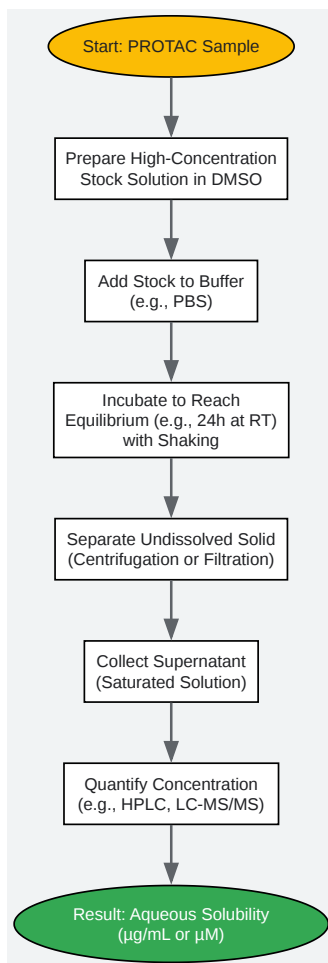 Start: PROTAC Sample
Prepare High-Concentration
Stock Solution in DMSO
Add Stock to Buffer
(e.g., PBS)
Incubate to Reach
Equilibrium (e.g., 24h at RT)
with Shaking
Separate Undissolved Solid
(Centrifugation or Filtration)
Collect Supernatant
(Saturated Solution)
Quantify Concentration
(e.g., HPLC, LC-MS/MS)
Result: Aqueous Solubility
(µg/mL or µM)